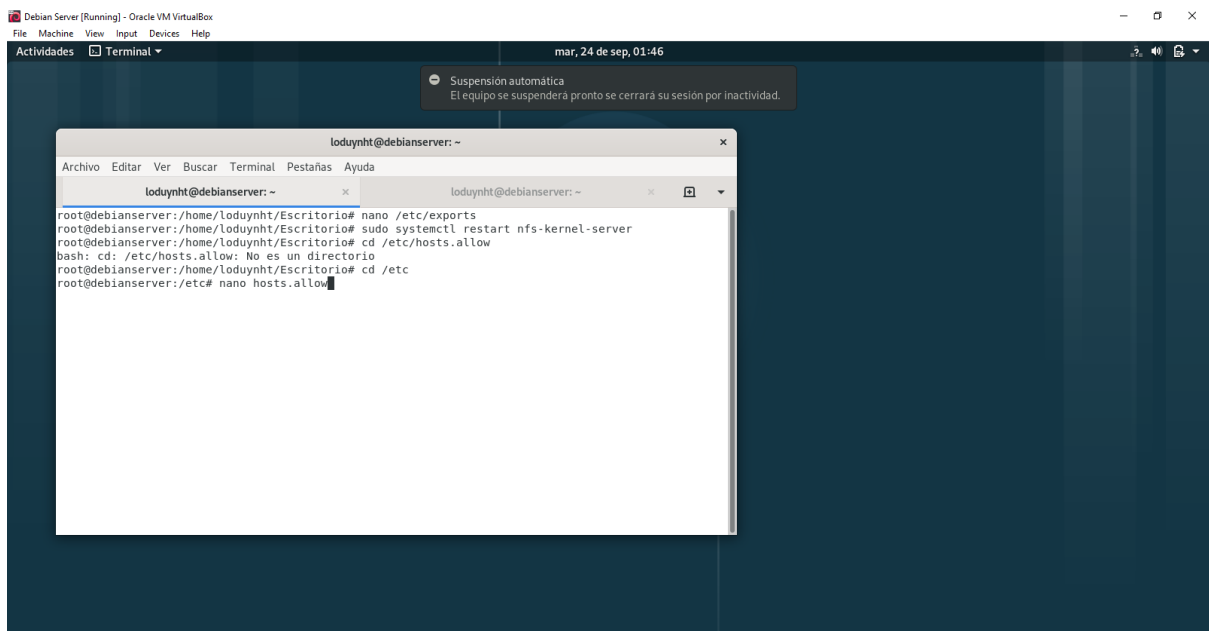 Debian Server [Running] - Oracle VM VirtualBox
File Machine View Input Devices Help
Actividades Terminal mar, 24 de sep, 01:46
Suspensión automática
El equipo se suspenderá pronto se cerrará su sesión por inactividad.
loduynht@debianserver: ~
Archivo Editar Ver Buscar Terminal Pestañas Ayuda
loduynht@debianserver: ~ loduynht@debianserver: ~
root@debianserver:/home/loduynht/Escritorio# nano /etc/exports
root@debianserver:/home/loduynht/Escritorio# sudo systemctl restart nfs-kernel-server
root@debianserver:/home/loduynht/Escritorio# cd /etc/hosts.allow
bash: cd: /etc/hosts.allow: No es un directorio
root@debianserver:/home/loduynht/Escritorio# cd /etc
root@debianserver:/etc# nano hosts.allow